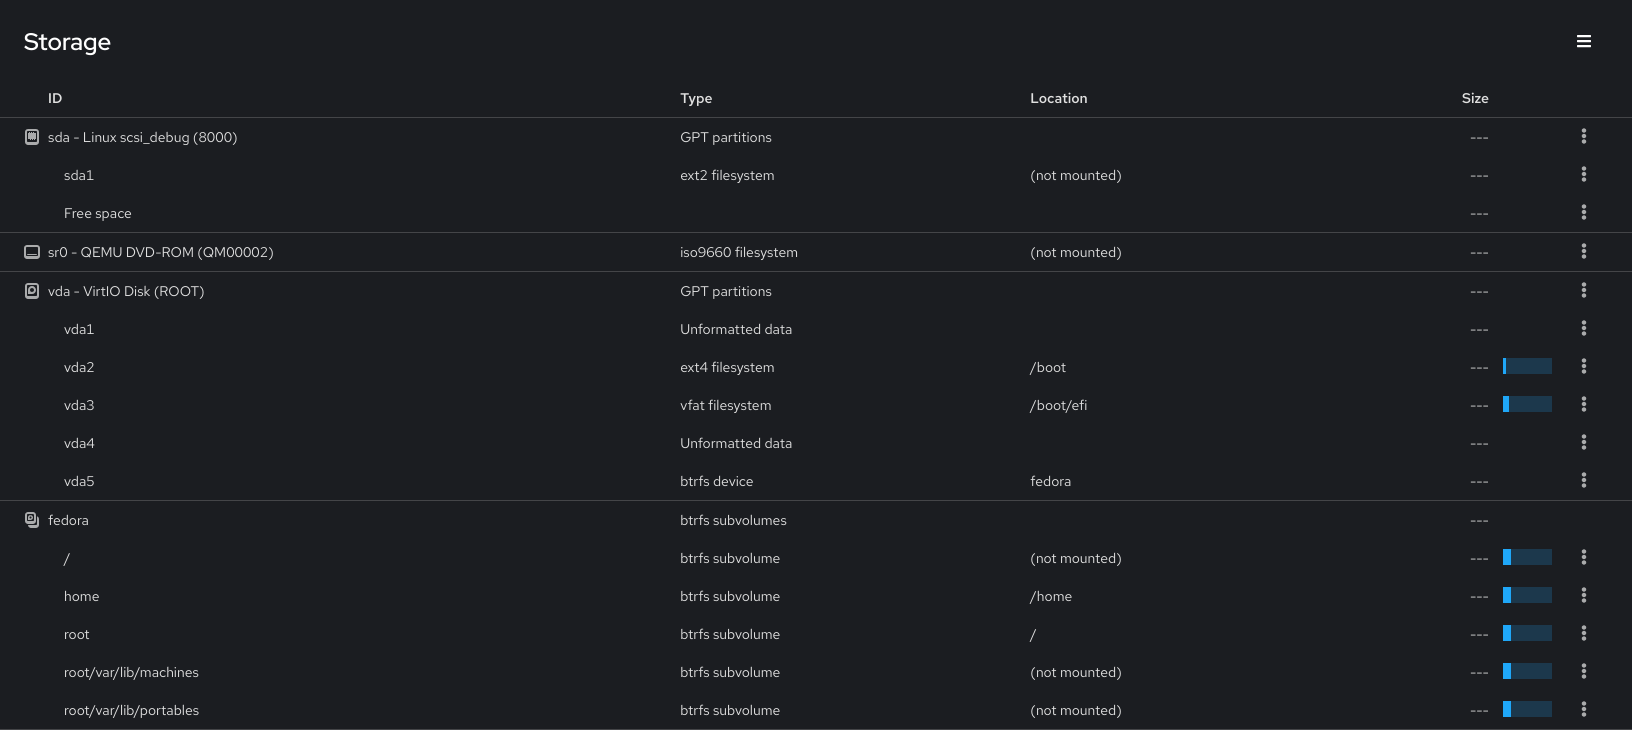 Storage
ID Type Location Size
sda - Linux scsi_debug (8000) GPT partitions ---
sda1 ext2 filesystem (not mounted) ---
Free space ---
sr0 - QEMU DVD-ROM (QM00002) iso9660 filesystem (not mounted) ---
vda - VirtIO Disk (ROOT) GPT partitions ---
vda1 Unformatted data ---
vda2 ext4 filesystem /boot ---
vda3 vfat filesystem /boot/efi ---
vda4 Unformatted data ---
vda5 btrfs device fedora ---
fedora btrfs subvolumes ---
/ btrfs subvolume (not mounted) ---
home btrfs subvolume /home ---
root btrfs subvolume / ---
root/var/lib/machines btrfs subvolume (not mounted) ---
root/var/lib/portables btrfs subvolume (not mounted) ---